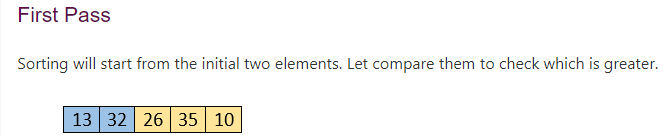 First Pass
Sorting will start from the initial two elements. Let compare them to check which is greater.
13 32 26 35 10